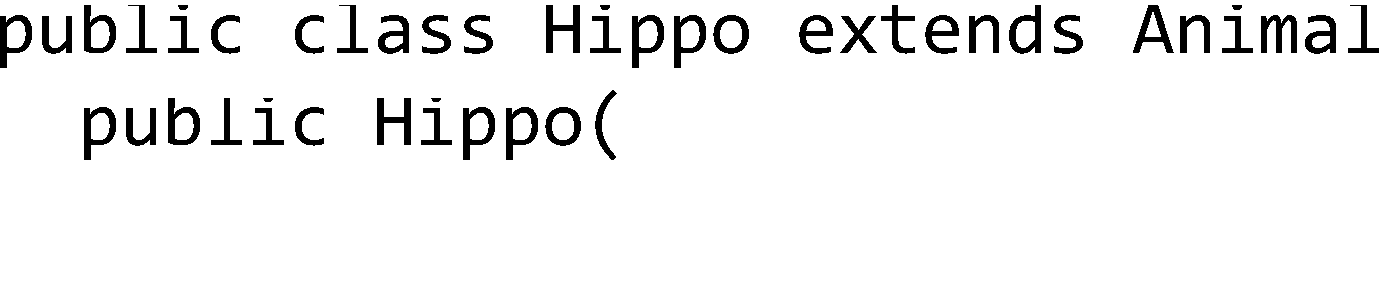 public class Hippo extends Animal
public Hippo(